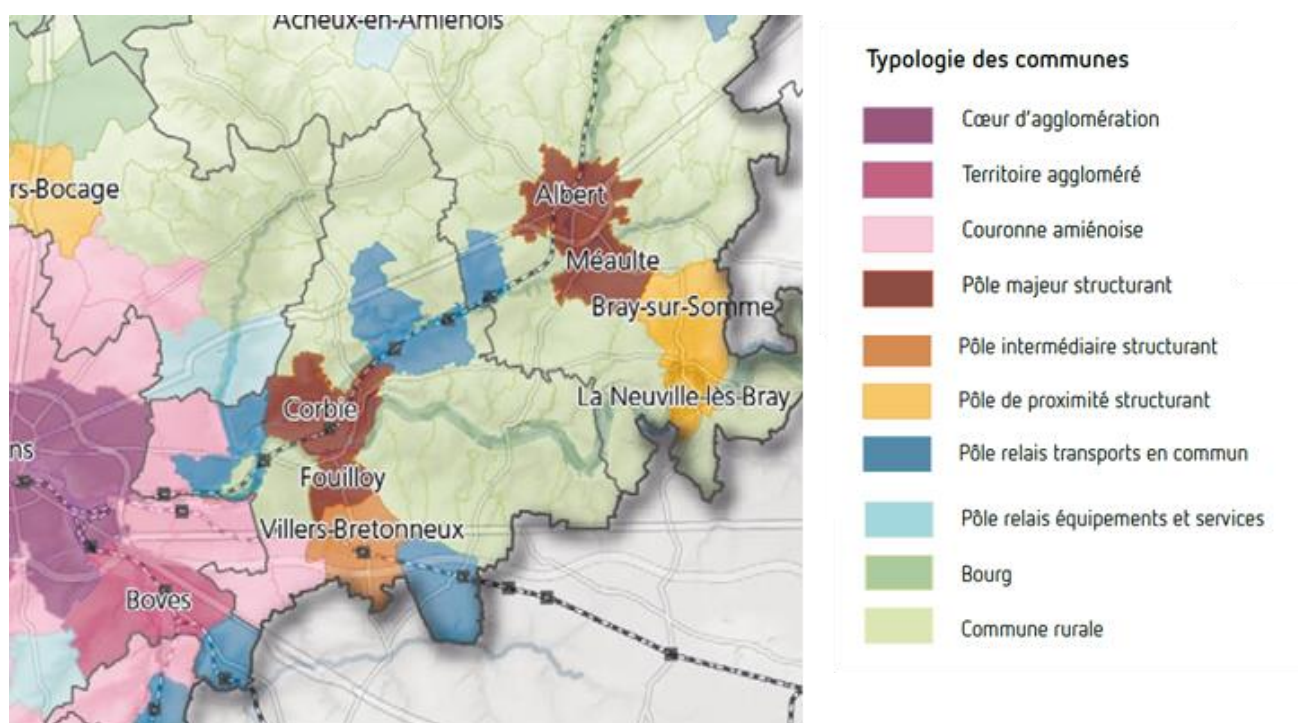 Acheux-en-Amiénois
rs-Bocage
Albert
Méaulte
Bray-sur-Somme
La Neuville-lès-Bray
Corbie
ns
Fouilloy
Villers-Bretonneux
Boves
Typologie des communes
Cœur d'agglomération
Territoire aggloméré
Couronne amiénoise
Pôle majeur structurant
Pôle intermédiaire structurant
Pôle de proximité structurant
Pôle relais transports en commun
Pôle relais équipements et services
Bourg
Commune rurale